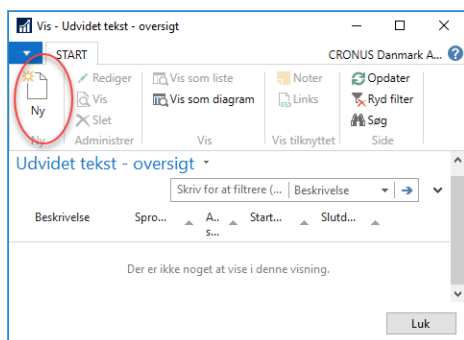 Vis - Udvidet tekst - oversigt
START CRONUS Danmark A...
Ny
Rediger
Vis
Slet
Vis som liste
Vis som diagram
Noter
Links
Opdater
Ryd filter
Søg
Ny Administrer Vis Vis tilknyttet Side
Udvidet tekst - oversigt
Skriv for at filtrere (... Beskrivelse
Beskrivelse Spro... A.. s... Start... Slutd...
Der er ikke noget at vise i denne visning.
Luk